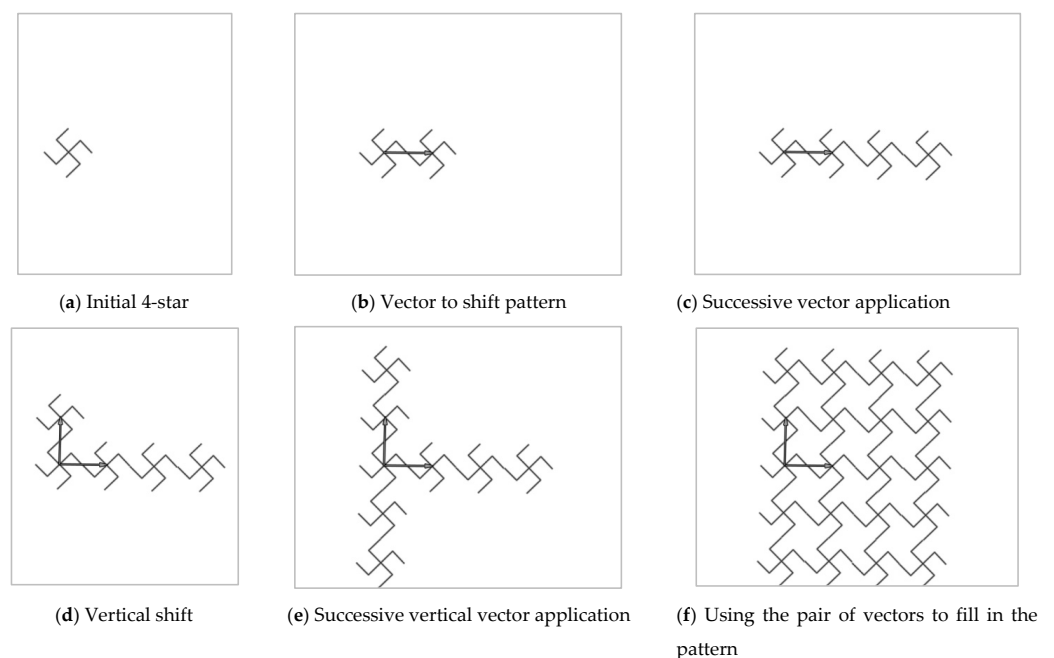 (a) Initial 4-star
(b) Vector to shift pattern
(c) Successive vector application
(d) Vertical shift
(e) Successive vertical vector application
(f) Using the pair of vectors to fill in the
pattern